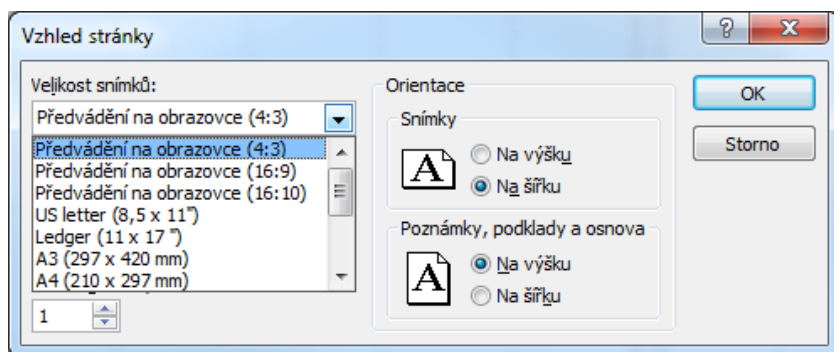 Vzhled stránky
Velikost snímků:
Předvádění na obrazovce (4:3)
Předvádění na obrazovce (4:3)
Předvádění na obrazovce (16:9)
Předvádění na obrazovce (16:10)
US letter (8,5 x 11")
Ledger (11 x 17 ")
A3 (297 x 420 mm)
A4 (210 x 297 mm)
1
Orientace
Snímky
A
Na výšku
Na šířku
Poznámky, podklady a osnova
A
Na výšku
Na šířku
OK
Storno